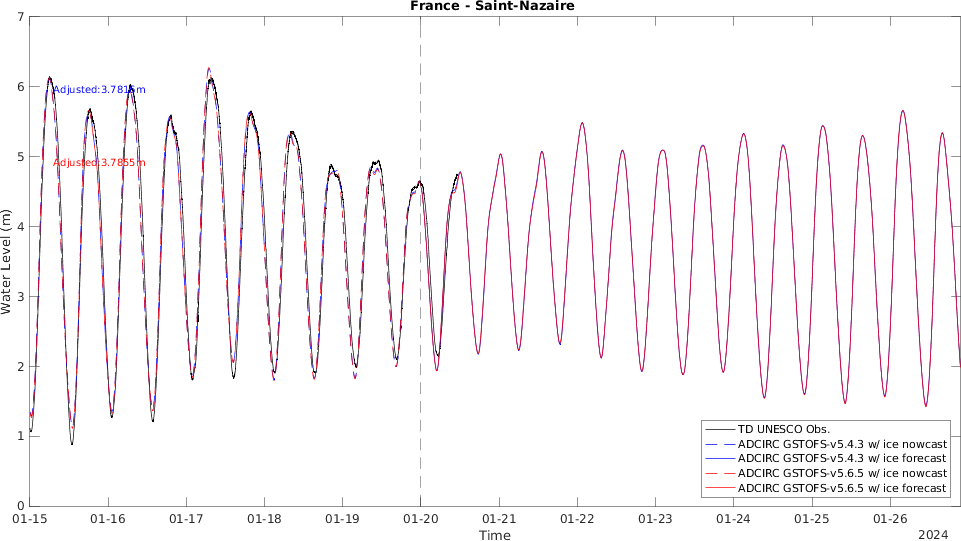 France - Saint-Nazaire
7
6
5
4
3
2
1
0
Water Level (m)
Adjusted:3.7815m
Adjusted:3.7855m
TD UNESCO Obs.
ADCIRC GSTOFS-v5.4.3 w/ ice nowcast
ADCIRC GSTOFS-v5.4.3 w/ ice forecast
ADCIRC GSTOFS-v5.6.5 w/ ice nowcast
ADCIRC GSTOFS-v5.6.5 w/ ice forecast
01-15 01-16 01-17 01-18 01-19 01-20 01-21 01-22 01-23 01-24 01-25 01-26
Time
2024